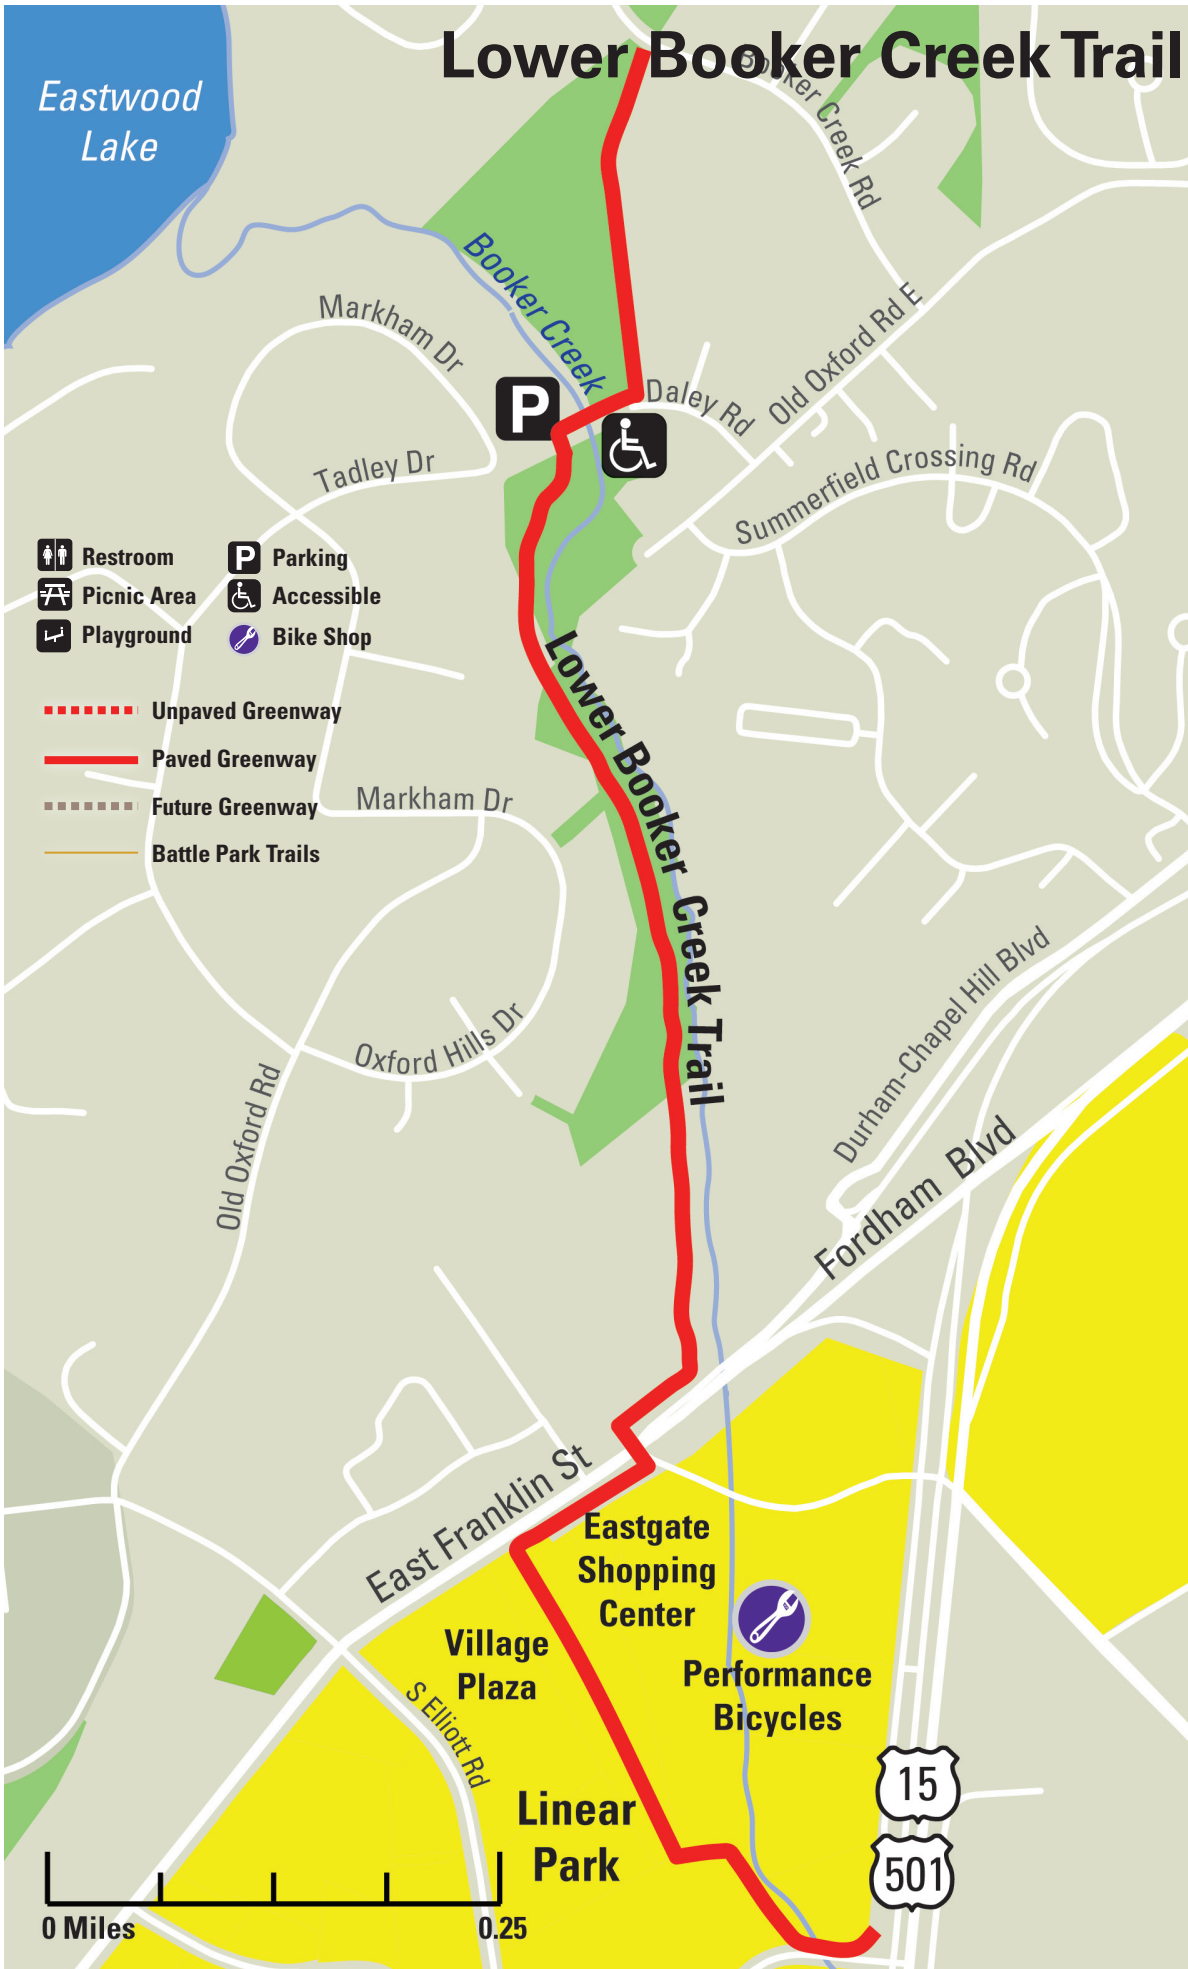 Lower Booker Creek Trail
Eastwood
Lake
Booker Creek Rd
Booker Creek
Markham Dr
Old Oxford Rd E
P
Daley Rd
Tadley Dr
Summerfield Crossing Rd
Restroom
P Parking
Picnic Area
Accessible
Playground
Bike Shop
Unpaved Greenway
Paved Greenway
Future Greenway
Battle Park Trails
Lower Booker Creek Trail
Markham Dr
Durham-Chapel Hill Blvd
Oxford Hills Dr
Old Oxford Rd
Fordham Blvd
East Franklin St
Eastgate
Shopping
Center
Village
Plaza
Performance
Bicycles
S Elliott Rd
Linear
Park
15
501
0 Miles
0.25